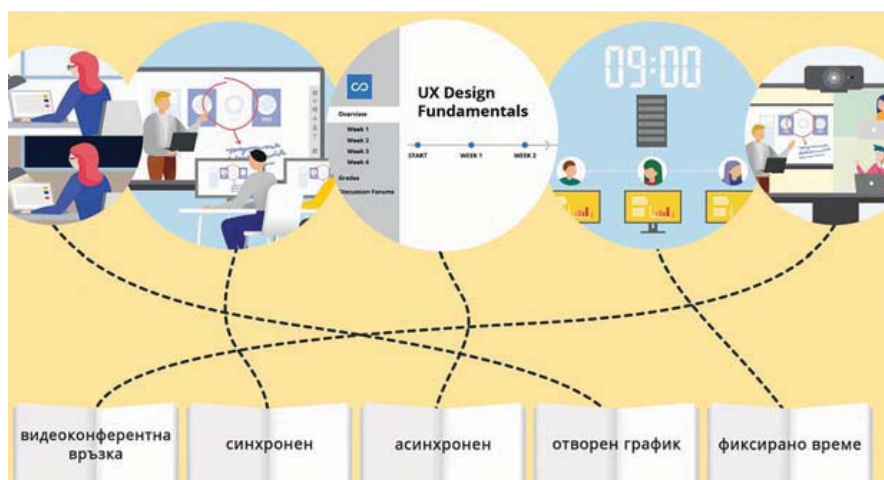 09:00
UX Design
Fundamentals
Overview
Week 1
Week 2
Week 3
Week 4
Grades
Discussion Forums
START
WEEK 1
WEEK 2
видеоконферентна
връзка
синхронен
асинхронен
отворен график
фиксирано време